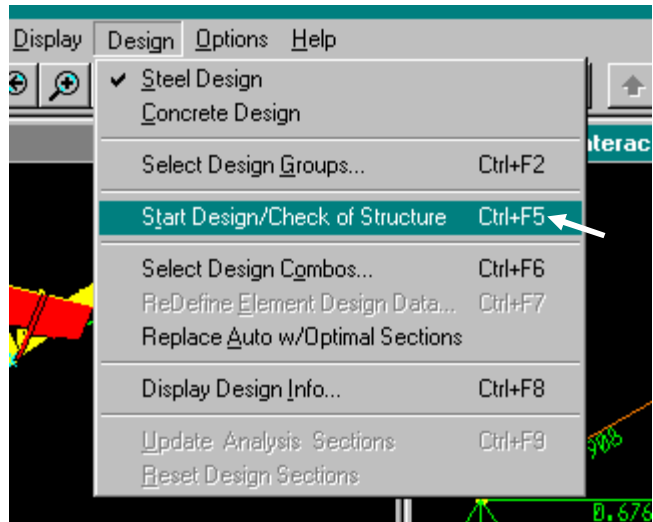 Display Design Options Help
✔ Steel Design
Concrete Design
Select Design Groups... Ctrl+F2
Start Design/Check of Structure Ctrl+F5
Select Design Combos... Ctrl+F6
ReDefine Element Design Data... Ctrl+F7
Replace Auto w/Optimal Sections
Display Design Info... Ctrl+F8
Update Analysis Sections Ctrl+F9
Reset Design Sections
0.676